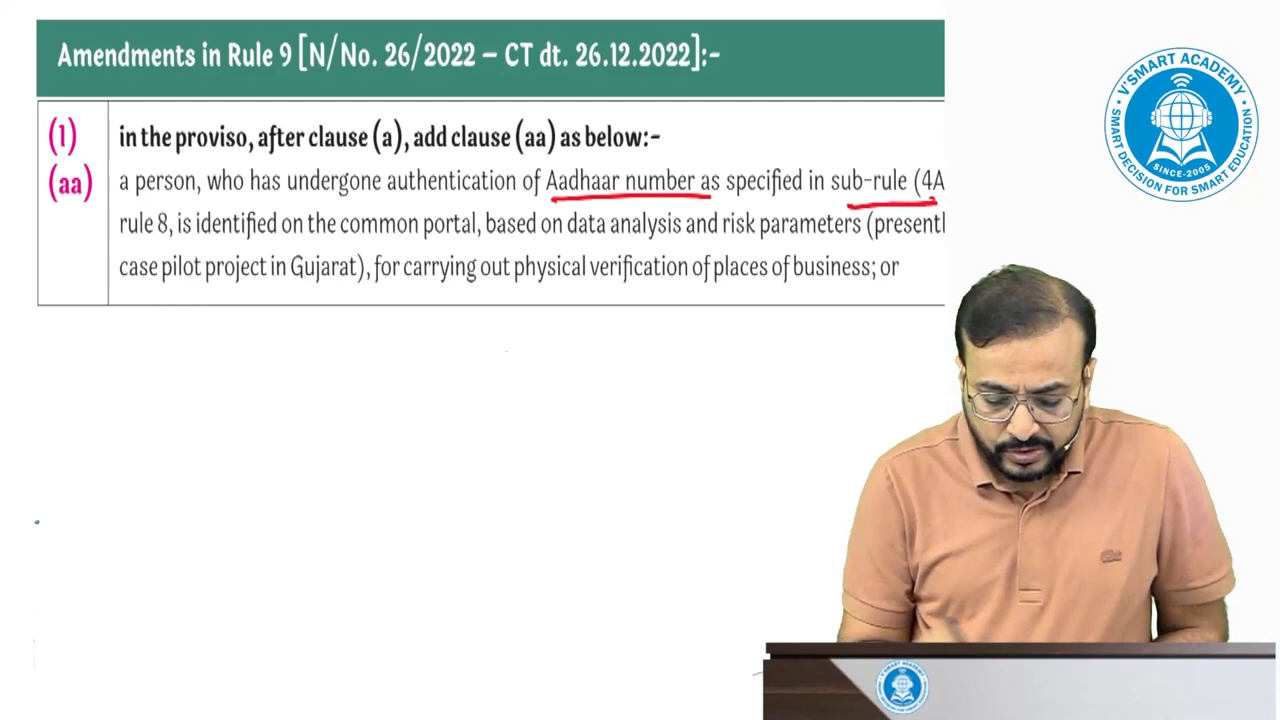 Amendments in Rule 9 [N/No. 26/2022 – CT dt. 26.12.2022]:-
(1) in the proviso, after clause (a), add clause (aa) as below:-
(aa) a person, who has undergone authentication of Aadhaar number as specified in sub-rule (4A
rule 8, is identified on the common portal, based on data analysis and risk parameters
case pilot project in Gujarat), for carrying out physical verification of places of business; or
V'SMART ACADEMY
SINCE-2005
SMART DECISION FOR SMART EDUCATION